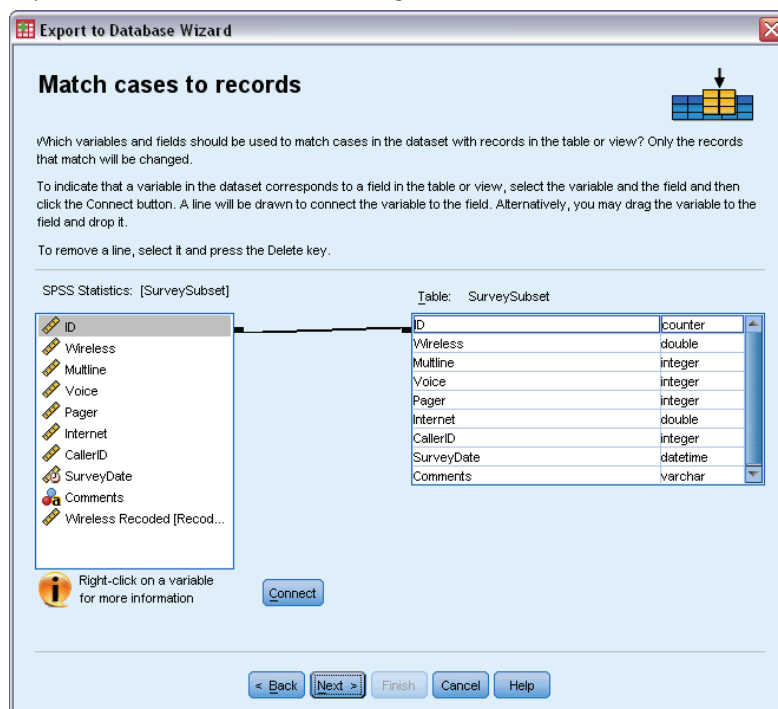 Export to Database Wizard
Match cases to records
Which variables and fields should be used to match cases in the dataset with records in the table or view? Only the records
that match will be changed.
To indicate that a variable in the dataset corresponds to a field in the table or view, select the variable and the field and then
click the Connect button. A line will be drawn to connect the variable to the field. Alternatively, you may drag the variable to the
field and drop it.
To remove a line, select it and press the Delete key.
SPSS Statistics: [SurveySubset]
Table: SurveySubset
ID
Wireless
Multline
Voice
Pager
Internet
CallerID
SurveyDate
Comments
Wireless Recoded [Recod...
ID counter
Wireless double
Multline integer
Voice integer
Pager integer
Internet double
CallerID integer
SurveyDate datetime
Comments varchar
Right-click on a variable
for more information
Connect
< Back Next > Finish Cancel Help